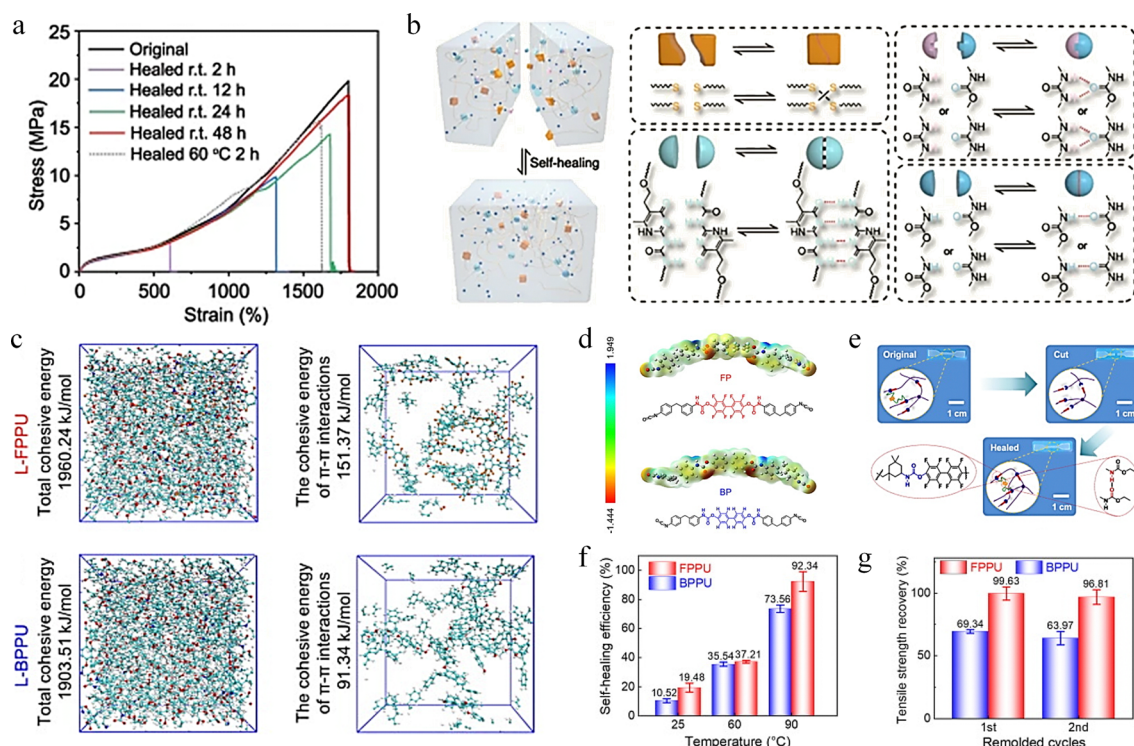 a
Stress (MPa)
25
20
15
10
5
0
Original
Healed r.t. 2 h
Healed r.t. 12 h
Healed r.t. 24 h
Healed r.t. 48 h
Healed 60 °C 2 h
0
500
1000
1500
2000
Strain (%)
b
Self-healing
or
or
or
or
c
L-FPPU
Total cohesive energy
1960.24 kJ/mol
The cohesive energy
of π-π interactions
151.37 kJ/mol
L-BPPU
Total cohesive energy
1903.51 kJ/mol
The cohesive energy
of π-π interactions
91.34 kJ/mol
d
1.949
-1.444
FP
BP
e
Original
1 cm
Cut
1 cm
Healed
1 cm
f
Self-healing efficiency (%)
100
80
60
40
20
0
FPPU
BPPU
10.52
19.48
35.54
37.21
73.56
92.34
25
60
90
Temperature (°C)
g
Tensile strength recovery (%)
100
50
0
BPPU
FPPU
69.34
99.63
63.97
96.81
1st
2nd
Remolded cycles